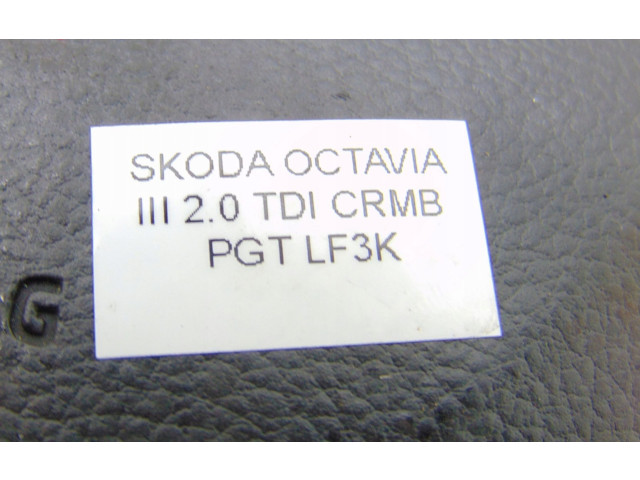 SKODA OCTAVIA
III 2.0 TDI CRMB
PGT LF3K
G